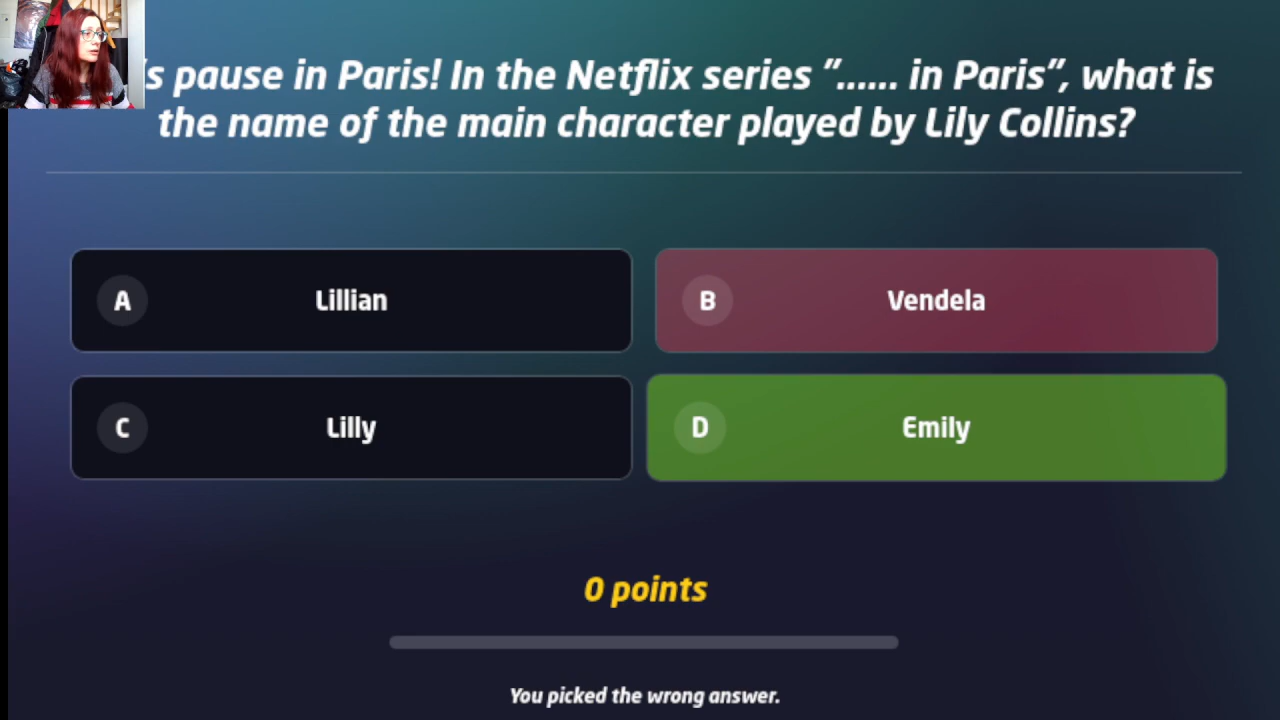 s pause in Paris! In the Netflix series "...... in Paris", what is
the name of the main character played by Lily Collins?
A Lillian
B Vendela
C Lilly
D Emily
0 points
You picked the wrong answer.